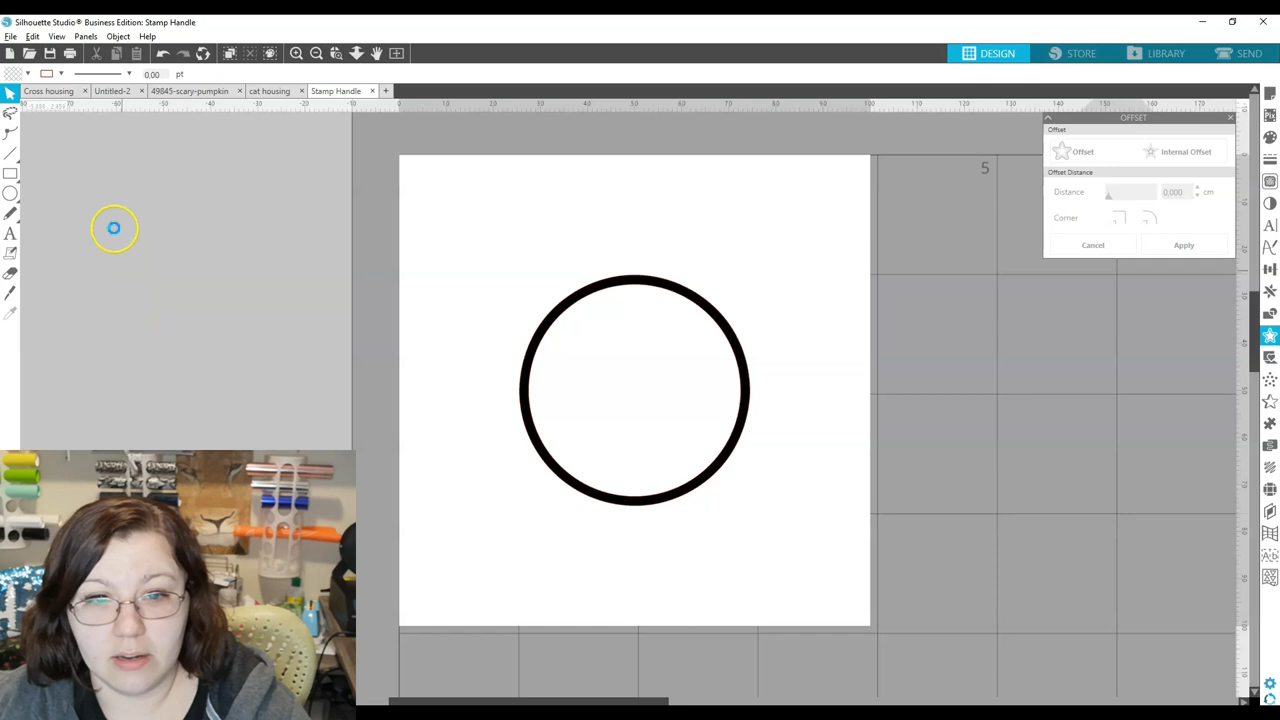 Silhouette Studio® Business Edition: Stamp Handle
File Edit View Panels Object Help
DESIGN STORE LIBRARY SEND
0,00 pt
Cross housing Untitled-2 49845-scary-pumpkin cat housing Stamp Handle
OFFSET
Offset
Offset Internal Offset
Offset Distance
Distance 0,000 cm
Corner
Cancel Apply
5